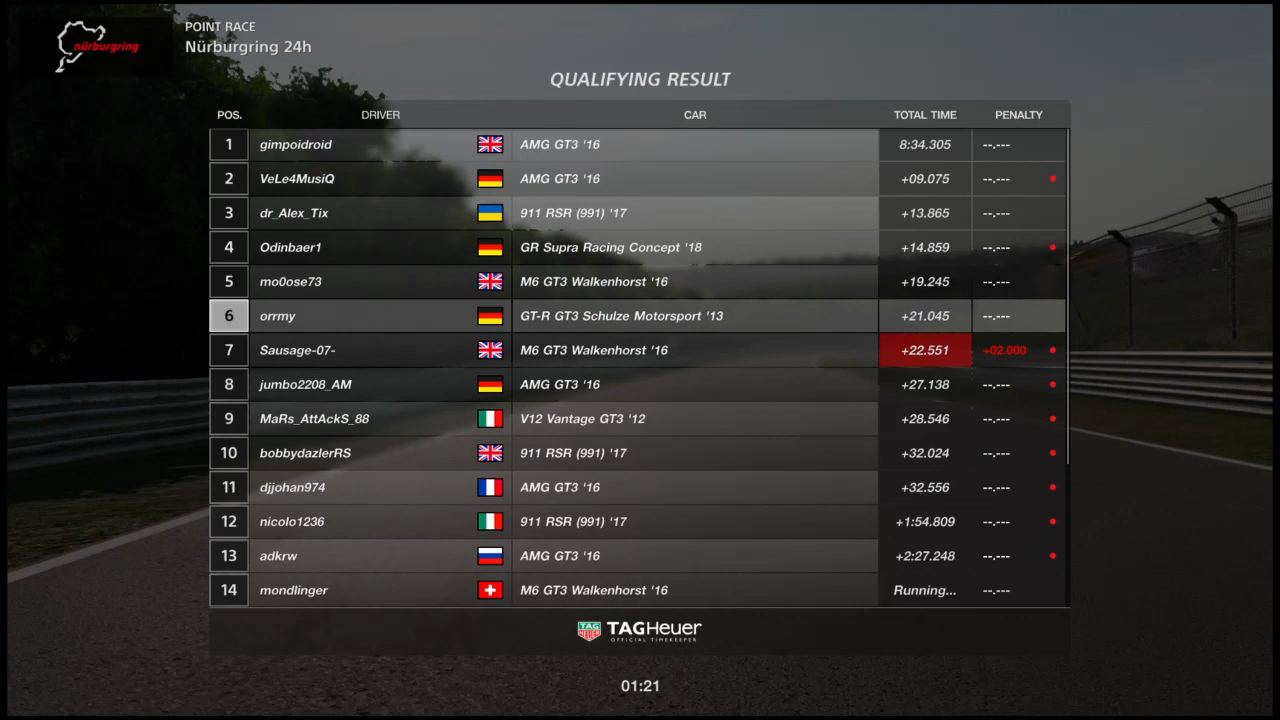 nürburgring
POINT RACE
Nürburgring 24h
QUALIFYING RESULT
POS. DRIVER CAR TOTAL TIME PENALTY
1 gimpoidroid AMG GT3 '16 8:34.305 --.---
2 VeLe4MusiQ AMG GT3 '16 +09.075 --.---
3 dr_Alex_Tix 911 RSR (991) '17 +13.865 --.---
4 Odinbaer1 GR Supra Racing Concept '18 +14.859 --.---
5 mo0ose73 M6 GT3 Walkenhorst '16 +19.245 --.---
6 orrmy GT-R GT3 Schulze Motorsport '13 +21.045 --.---
7 Sausage-07- M6 GT3 Walkenhorst '16 +22.551 +02.000
8 jumbo2208_AM AMG GT3 '16 +27.138 --.---
9 MaRs_AttAckS_88 V12 Vantage GT3 '12 +28.546 --.---
10 bobbydazlerRS 911 RSR (991) '17 +32.024 --.---
11 djjohan974 AMG GT3 '16 +32.556 --.---
12 nicolo1236 911 RSR (991) '17 +1:54.809 --.---
13 adkrw AMG GT3 '16 +2:27.248 --.---
14 mondlinger M6 GT3 Walkenhorst '16 Running... --.---
TAG HEUER TAGHeuer
OFFICIAL TIMEKEEPER
01:21